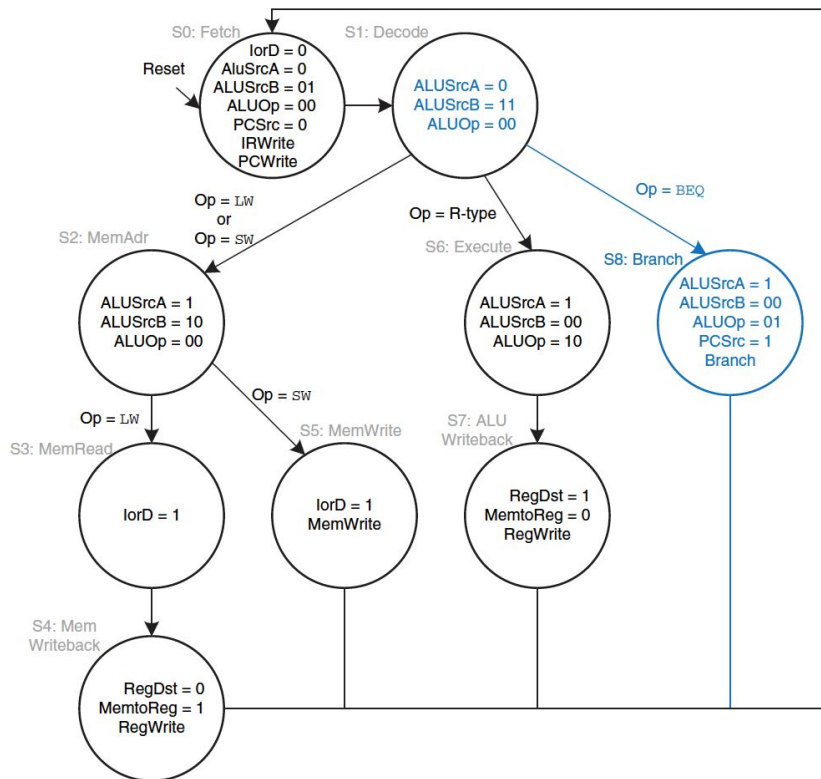 S0: Fetch
IorD = 0
AluSrcA = 0
ALUSrcB = 01
ALUOp = 00
PCSrc = 0
IRWrite
PCWrite
Reset
S1: Decode
ALUSrcA = 0
ALUSrcB = 11
ALUOp = 00
Op = LW
or
Op = SW
Op = R-type
Op = BEQ
S2: MemAdr
ALUSrcA = 1
ALUSrcB = 10
ALUOp = 00
S6: Execute
ALUSrcA = 1
ALUSrcB = 00
ALUOp = 10
S8: Branch
ALUSrcA = 1
ALUSrcB = 00
ALUOp = 01
PCSrc = 1
Branch
Op = LW
Op = SW
S3: MemRead
IorD = 1
S5: MemWrite
IorD = 1
MemWrite
S7: ALU
Writeback
RegDst = 1
MemtoReg = 0
RegWrite
S4: Mem
Writeback
RegDst = 0
MemtoReg = 1
RegWrite